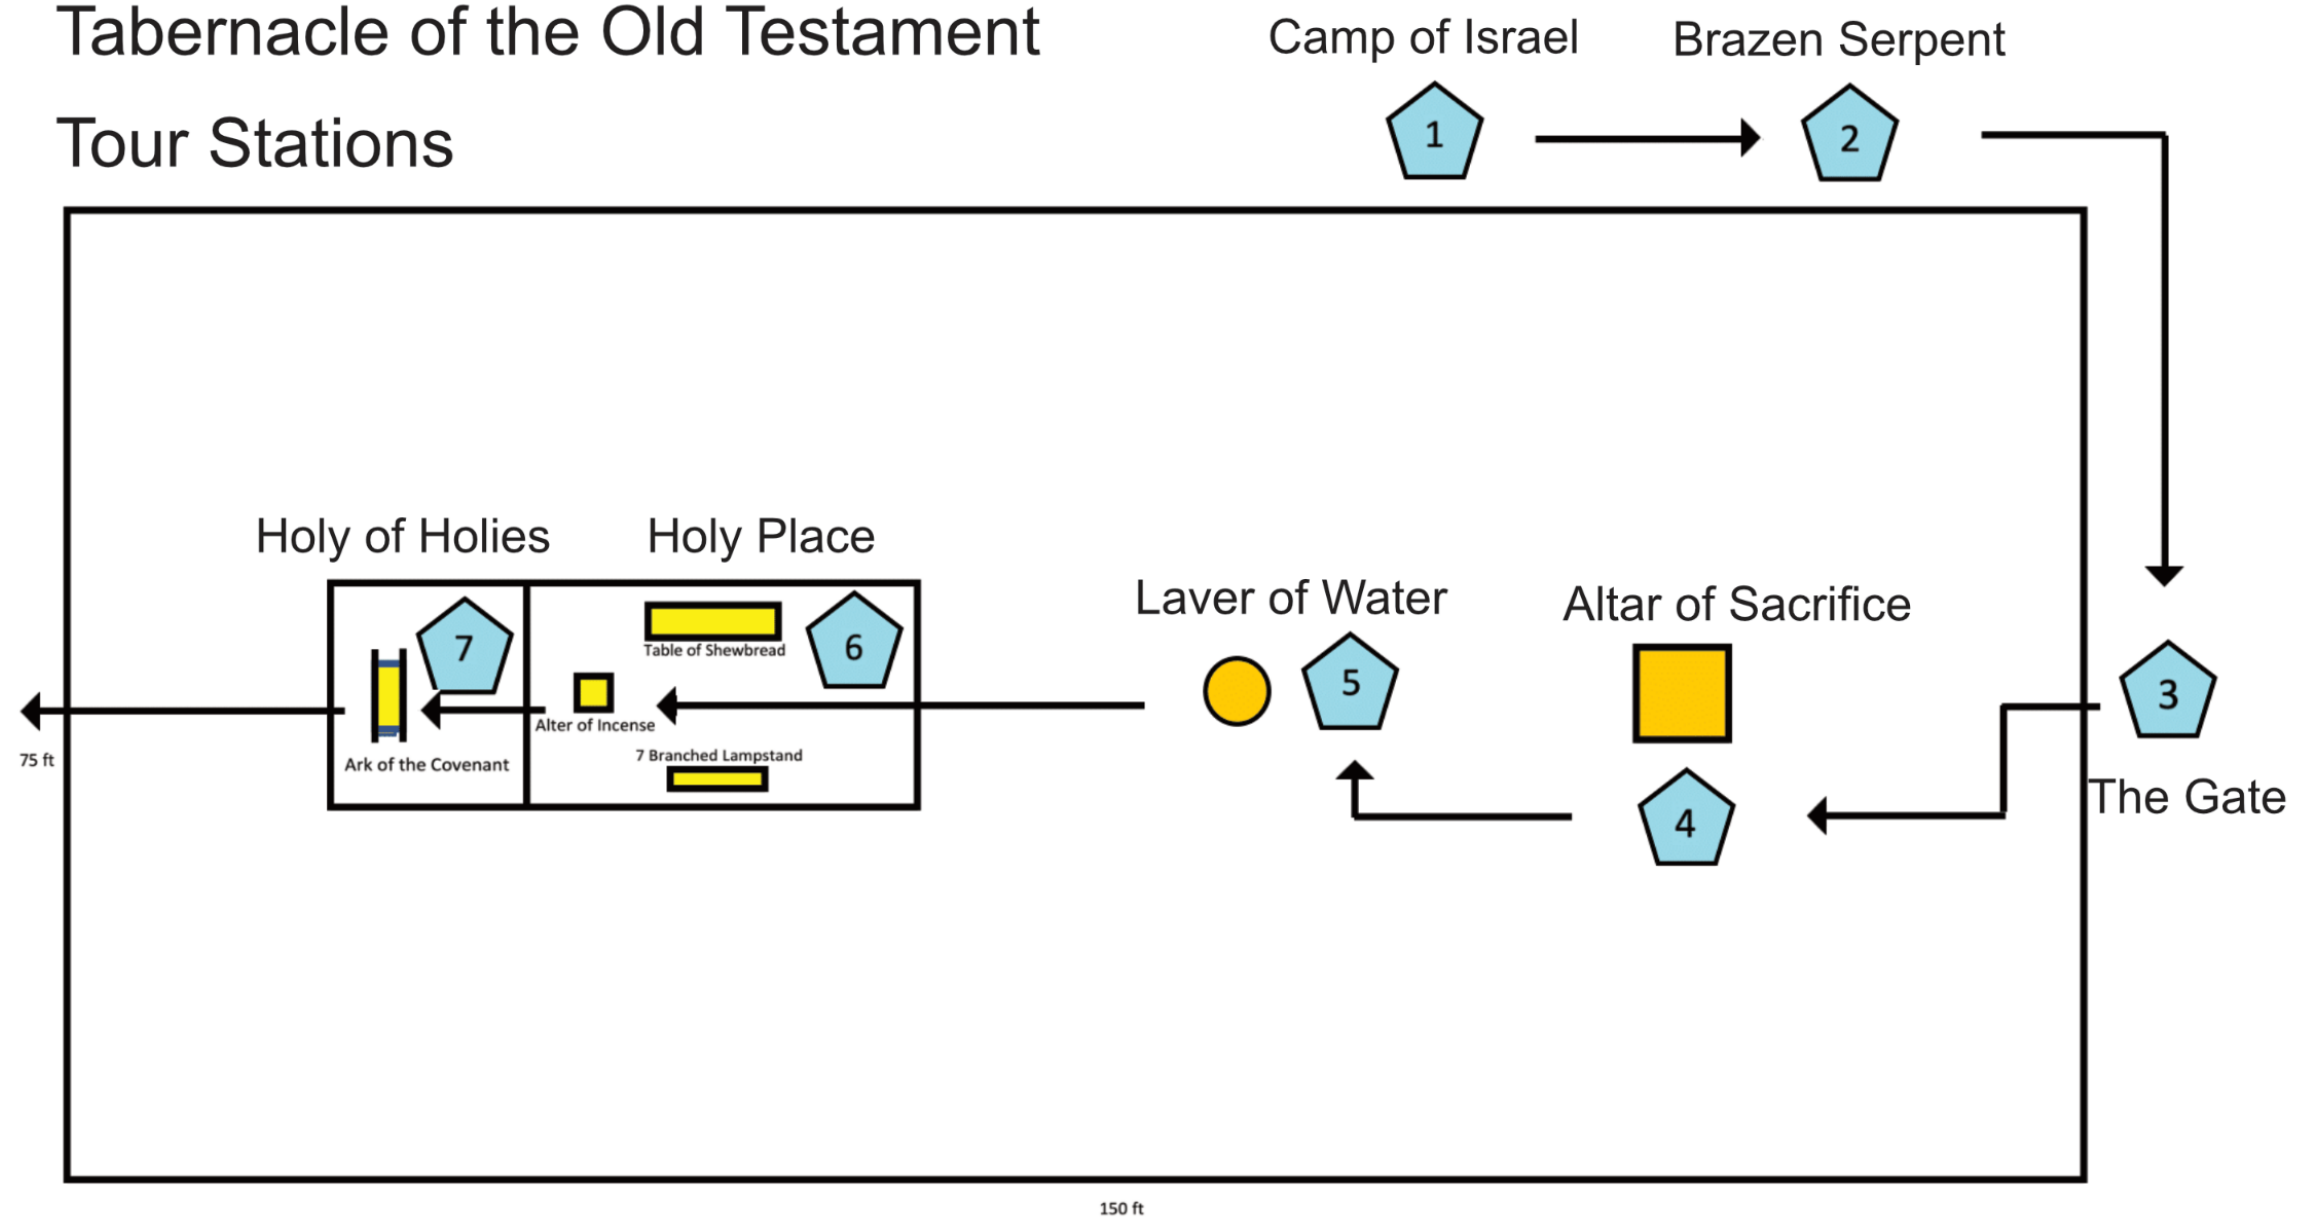 Tabernacle of the Old Testament
Tour Stations
Camp of Israel
1
Brazen Serpent
2
Holy of Holies
Holy Place
7
Table of Shewbread
6
Alter of Incense
7 Branched Lampstand
Ark of the Covenant
75 ft
Laver of Water
5
Altar of Sacrifice
4
3
The Gate
150 ft